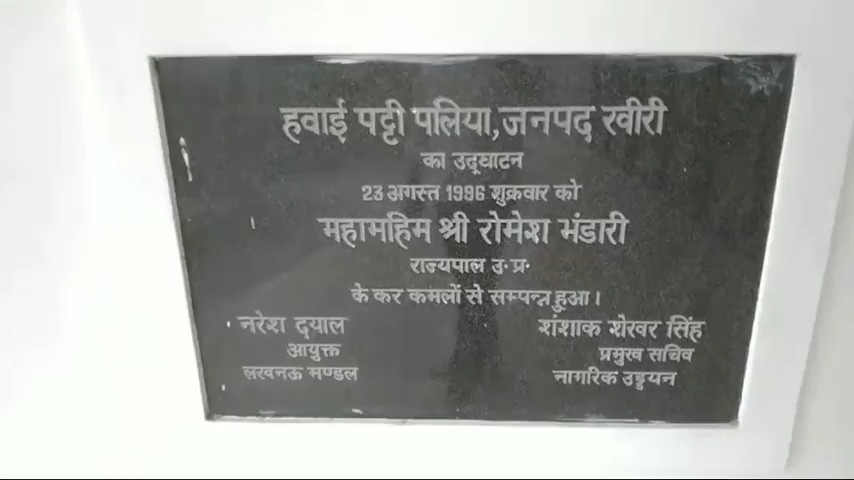 हवाई पट्टी पलिया,जनपद खीरी
का उद्घाटन
23 अगस्त 1996 शुक्रवार को
महामहिम श्री रोमेश भंडारी
राज्यपाल उ॰प्र॰
के कर कमलों से सम्पन्न हुआ।
नरेश दयाल
आयुक्त
लखनऊ मण्डल
शंशाक शेखर सिंह
प्रमुख सचिव
नागरिक उड्डयन